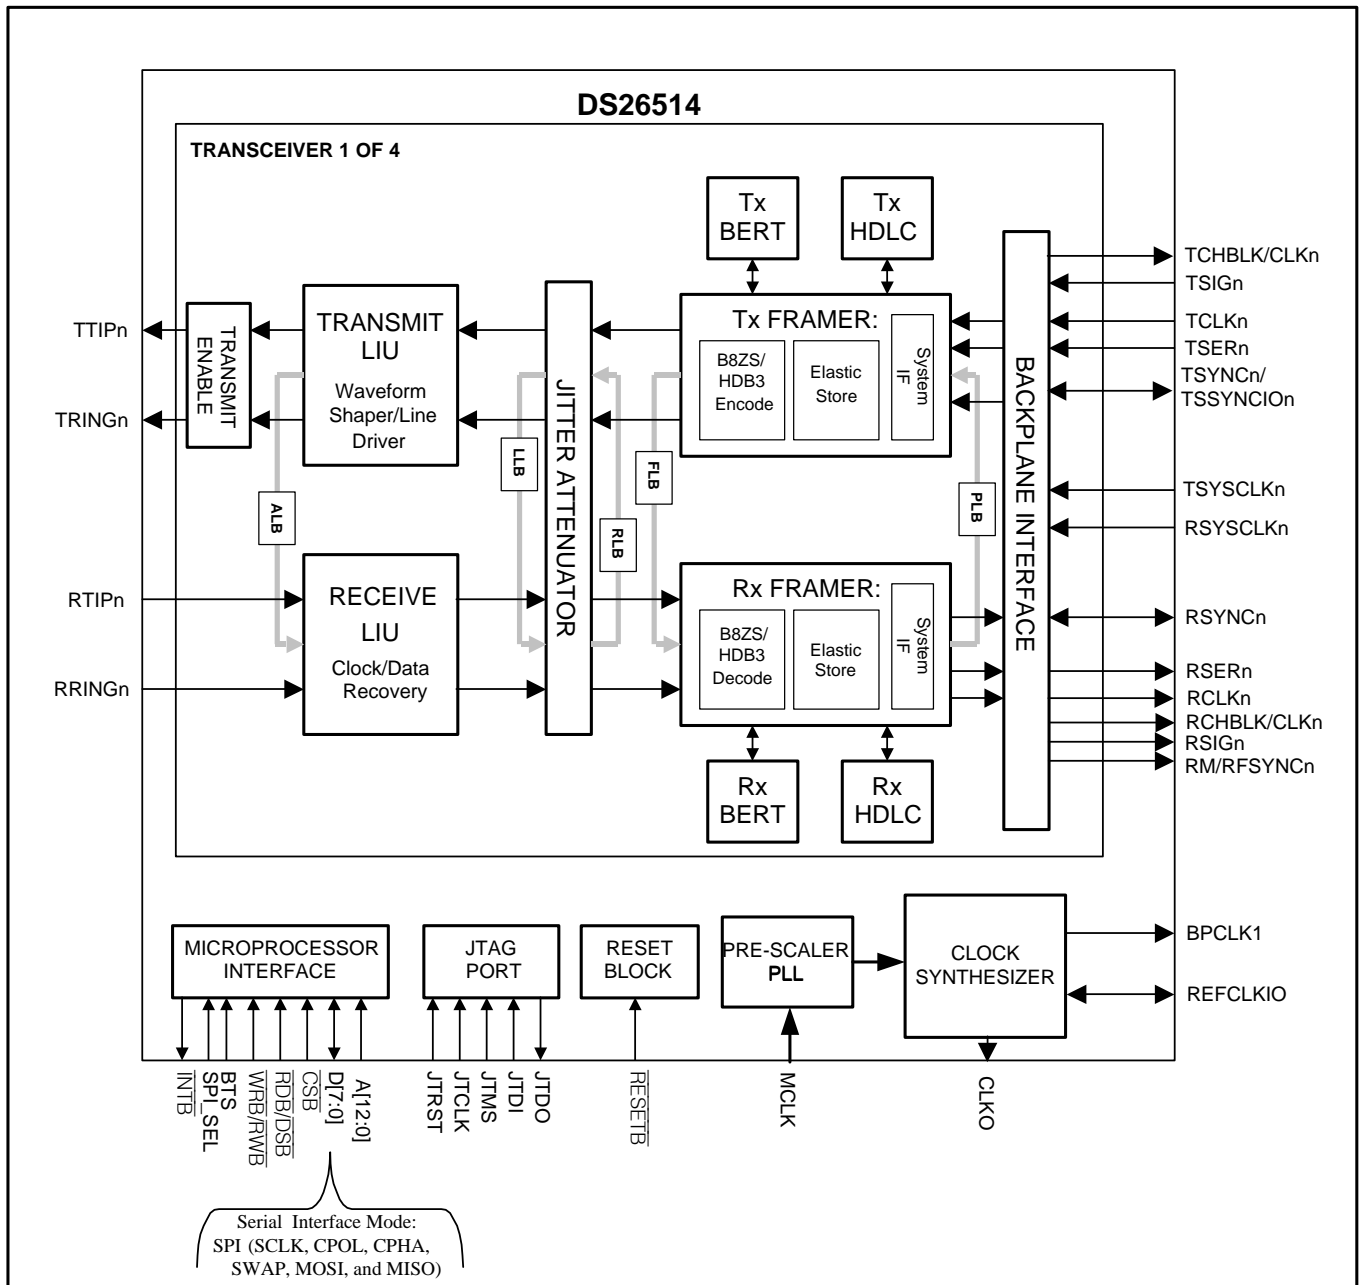 DS26514
TRANSCEIVER 1 OF 4
Tx
BERT
Tx
HDLC
TRANSMIT
ENABLE
TRANSMIT
LIU
Waveform
Shaper/Line
Driver
JITTER ATTENUATOR
Tx FRAMER:
B8ZS/
HDB3
Encode
Elastic
Store
System
IF
BACKPLANE INTERFACE
TTIPn
TRINGn
RTIPn
RRINGn
ALB
LLB
RLB
FLB
PLB
RECEIVE
LIU
Clock/Data
Recovery
Rx FRAMER:
B8ZS/
HDB3
Decode
Elastic
Store
System
IF
Rx
BERT
Rx
HDLC
TCHBLK/CLKn
TSIGn
TCLKn
TSERn
TSYNCn/
TSSYNCIOn
TSYSCLKn
RSYSCLKn
RSYNCn
RSERn
RCLKn
RCHBLK/CLKn
RSIGn
RM/RFSYNCn
MICROPROCESSOR
INTERFACE
JTAG
PORT
RESET
BLOCK
PRE-SCALER
PLL
CLOCK
SYNTHESIZER
BPCLK1
REFCLKIO
INTB
SPI_SEL
BTS
WRB/RWB
RDB/DSB
CSB
D[7:0]
A[12:0]
JTRST
JTCLK
JTMS
JTDI
JTDO
RESETB
MCLK
CLKO
Serial Interface Mode:
SPI (SCLK, CPOL, CPHA,
SWAP, MOSI, and MISO)